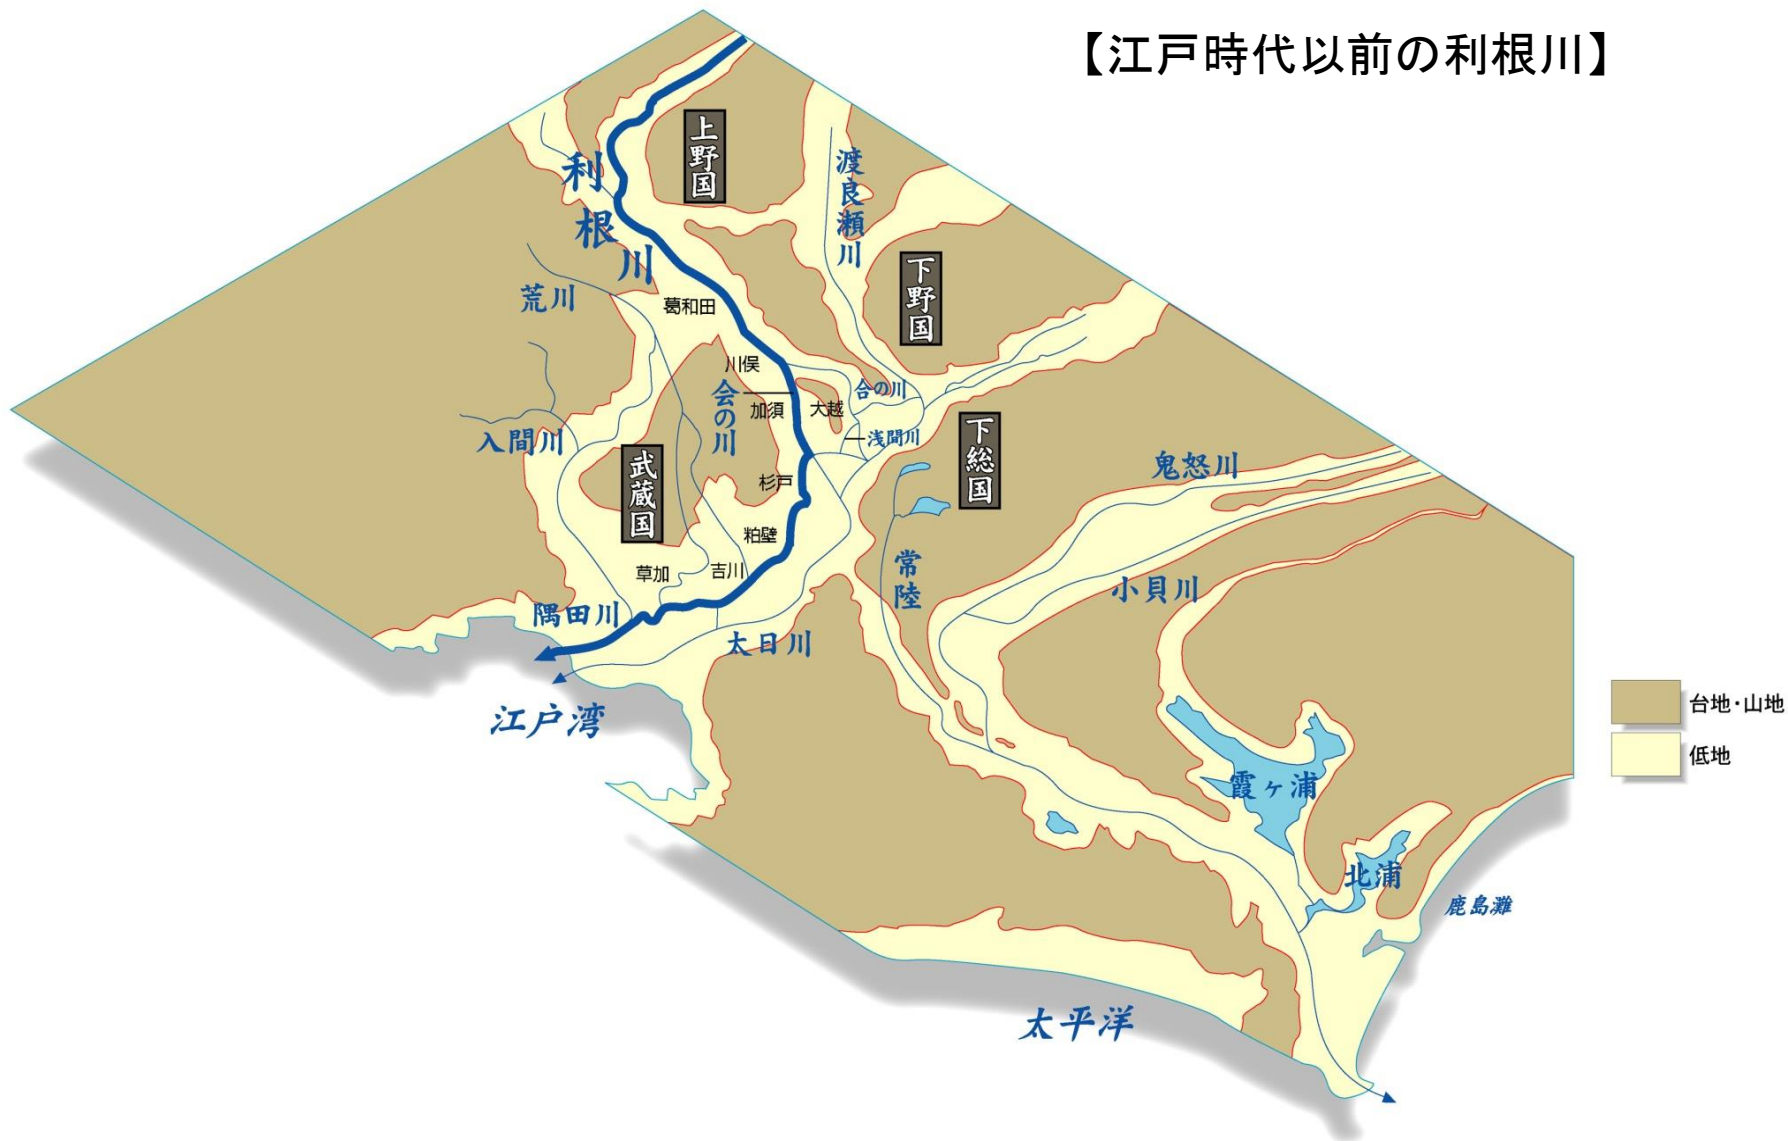 【江戸時代以前の利根川】
上野国
利根川
渡良瀬川
下野国
荒川
葛和田
川俣
会の川
加須
大越
合の川
浅間川
下総国
入間川
武蔵国
杉戸
鬼怒川
粕壁
常陸
草加
吉川
小貝川
隅田川
太日川
江戸湾
台地・山地
低地
霞ヶ浦
北浦
鹿島灘
太平洋